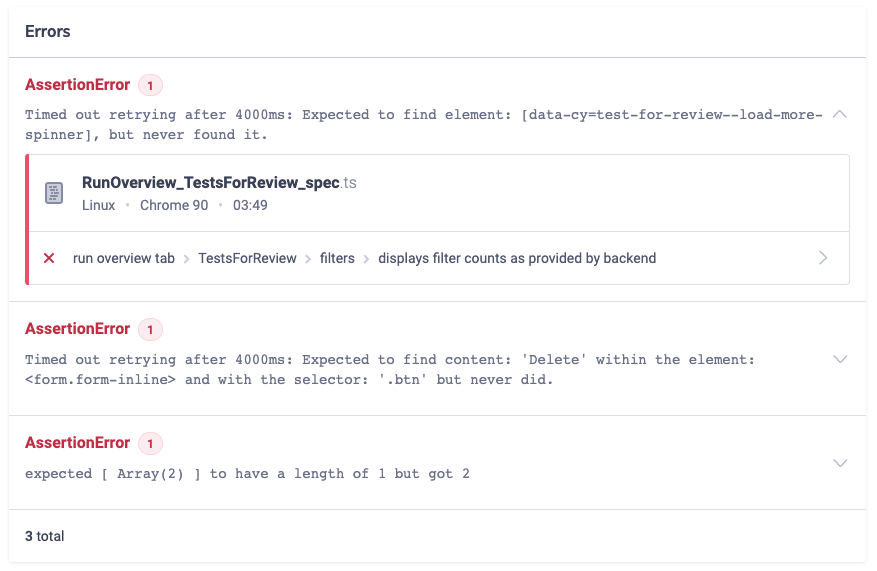 Errors
AssertionError 1
Timed out retrying after 4000ms: Expected to find element: [data-cy=test-for-review--load-more-
spinner], but never found it.
RunOverview_TestsForReview_spec.ts
Linux • Chrome 90 • 03:49
run overview tab > TestsForReview > filters > displays filter counts as provided by backend
AssertionError 1
Timed out retrying after 4000ms: Expected to find content: 'Delete' within the element:
<form.form-inline> and with the selector: '.btn' but never did.
AssertionError 1
expected [ Array(2) ] to have a length of 1 but got 2
3 total